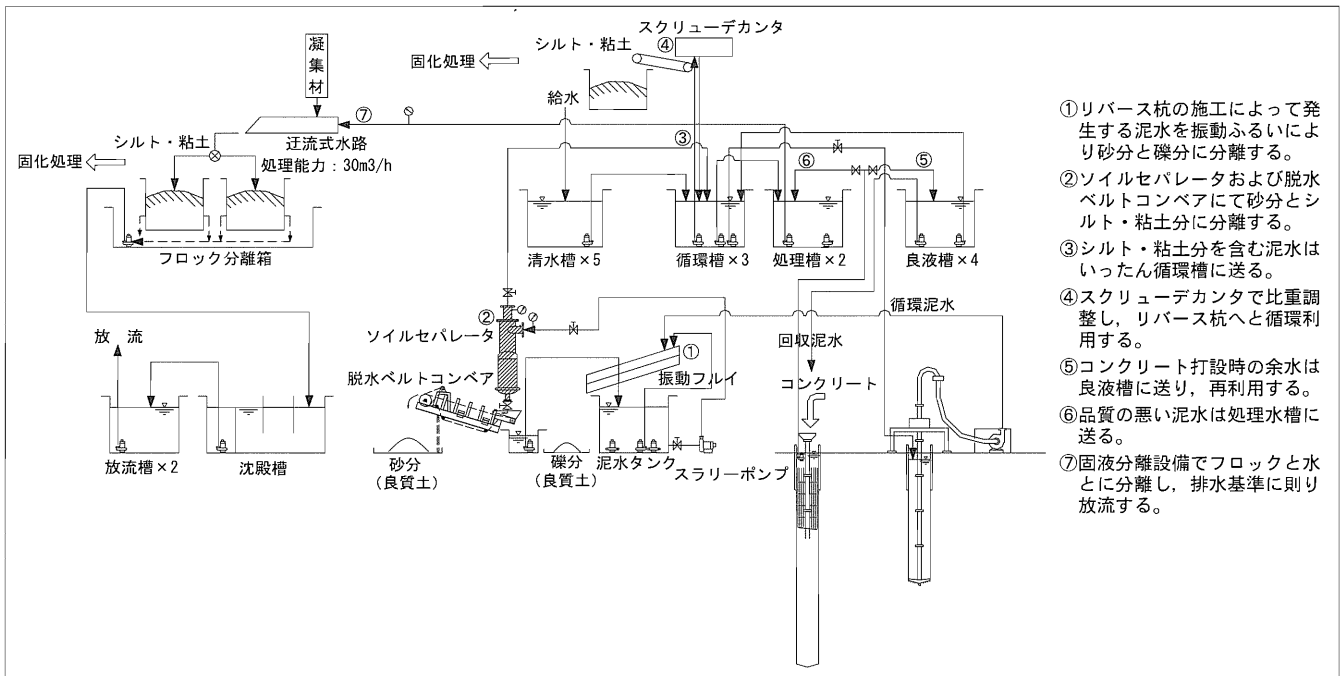 スクリューデカンタ
④
シルト・粘土
固化処理
凝集材
給水
⑦
迂流式水路
シルト・粘土
固化処理
処理能力：30m3/h
③
⑥
⑤
フロック分離箱
清水槽×5
循環槽×3
処理槽×2
良液槽×4
循環泥水
②
ソイルセパレータ
①
回収泥水
放流
振動フルイ
脱水ベルトコンベア
コンクリート
放流槽×2
沈殿槽
砂分
（良質土）
礫分
（良質土）
泥水タンク
スラリーポンプ
①リバース杭の施工によって発
生する泥水を振動ふるいによ
り砂分と礫分に分離する。
②ソイルセパレータおよび脱水
ベルトコンベアにて砂分とシ
ルト・粘土分に分離する。
③シルト・粘土分を含む泥水は
いったん循環槽に送る。
④スクリューデカンタで比重調
整し，リバース杭へと循環利
用する。
⑤コンクリート打設時の余水は
良液槽に送り，再利用する。
⑥品質の悪い泥水は処理水槽に
送る。
⑦固液分離設備でフロックと水
とに分離し，排水基準に則り
放流する。